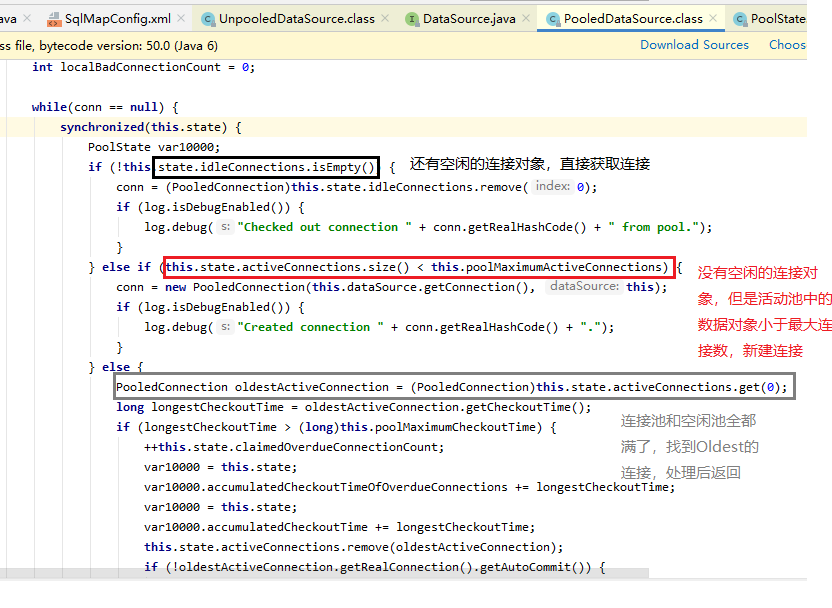 ava
SqlMapConfig.xml
UnpooledDataSource.class
DataSource.java
PooledDataSource.class
PoolState
ss file, bytecode version: 50.0 (Java 6)
Download Sources
Choos
int localBadConnectionCount = 0;
while(conn == null) {
synchronized(this.state) {
PoolState var10000;
if (!this state.idleConnections.isEmpty() {
还有空闲的连接对象，直接获取连接
conn = (PooledConnection)this.state.idleConnections.remove( index: 0);
if (log.isDebugEnabled()) {
log.debug( s: "Checked out connection " + conn.getRealHashCode() + " from pool.");
}
} else if (this.state.activeConnections.size() < this.poolMaximumActiveConnections) {
没有空闲的连接对
象，但是活动池中的
数据对象小于最大连
接数，新建连接
conn = new PooledConnection(this.dataSource.getConnection(), dataSource: this);
if (log.isDebugEnabled()) {
log.debug( s: "Created connection " + conn.getRealHashCode() + ".");
}
} else {
PooledConnection oldestActiveConnection = (PooledConnection)this.state.activeConnections.get(0);
long longestCheckoutTime = oldestActiveConnection.getCheckoutTime();
连接池和空闲池全都
满了，找到Oldest的
连接，处理后返回
if (longestCheckoutTime > (long)this.poolMaximumCheckoutTime) {
++this.state.claimedOverdueConnectionCount;
var10000 = this.state;
var10000.accumulatedCheckoutTimeOfOverdueConnections += longestCheckoutTime;
var10000 = this.state;
var10000.accumulatedCheckoutTime += longestCheckoutTime;
this.state.activeConnections.remove(oldestActiveConnection);
if (!oldestActiveConnection.getRealConnection().getAutoCommit()) {